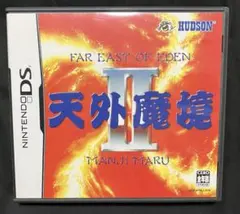 NINTENDO DS
HUDSON
FAR EAST OF EDEN
II
天外魔境
MANJI MARU